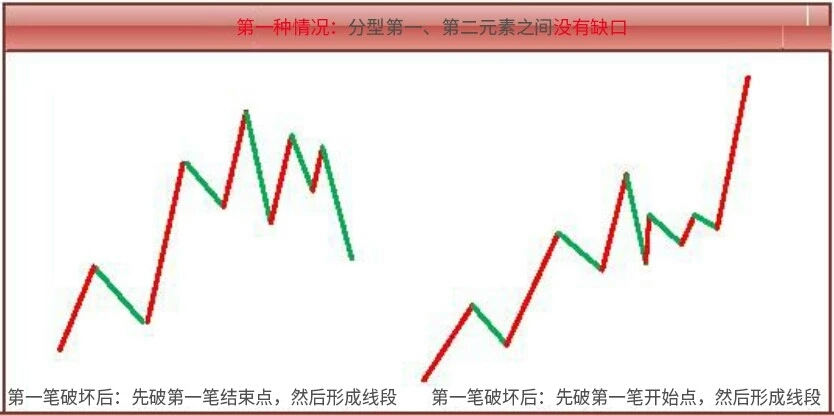 第一种情况：分型第一、第二元素之间没有缺口
第一笔破坏后：先破第一笔结束点，然后形成线段
第一笔破坏后：先破第一笔开始点，然后形成线段